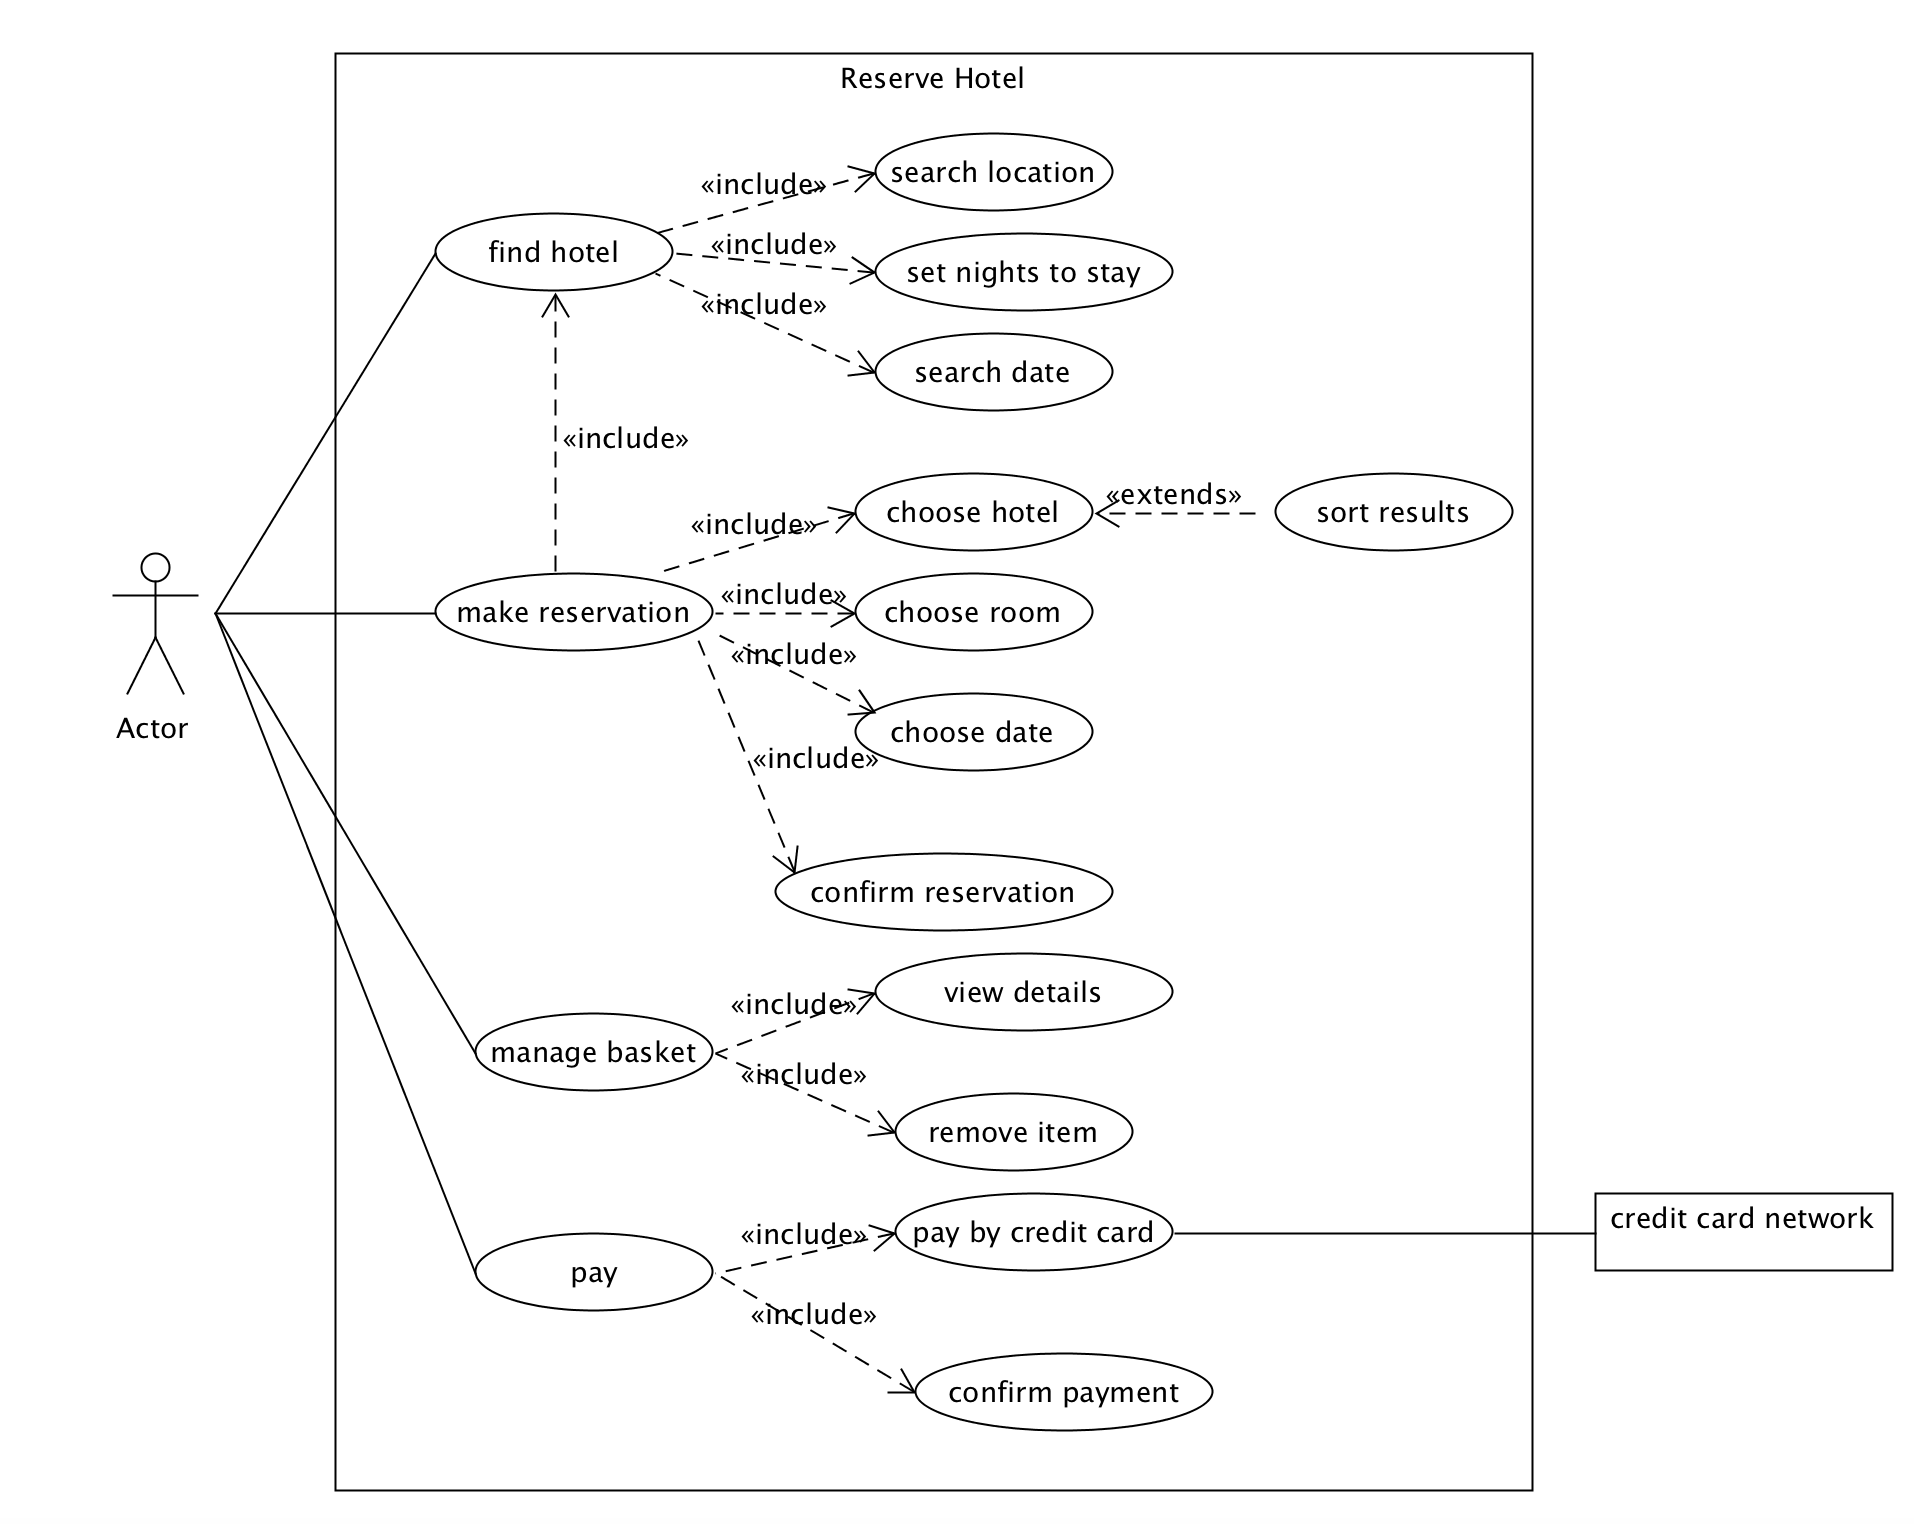 Reserve Hotel
search location
«include»
find hotel
«include»
set nights to stay
«include»
search date
«include»
choose hotel
«extends»
sort results
«include»
make reservation
«include»
choose room
«include»
choose date
Actor
«include»
confirm reservation
view details
«include»
manage basket
«include»
remove item
pay by credit card
credit card network
«include»
pay
«include»
confirm payment